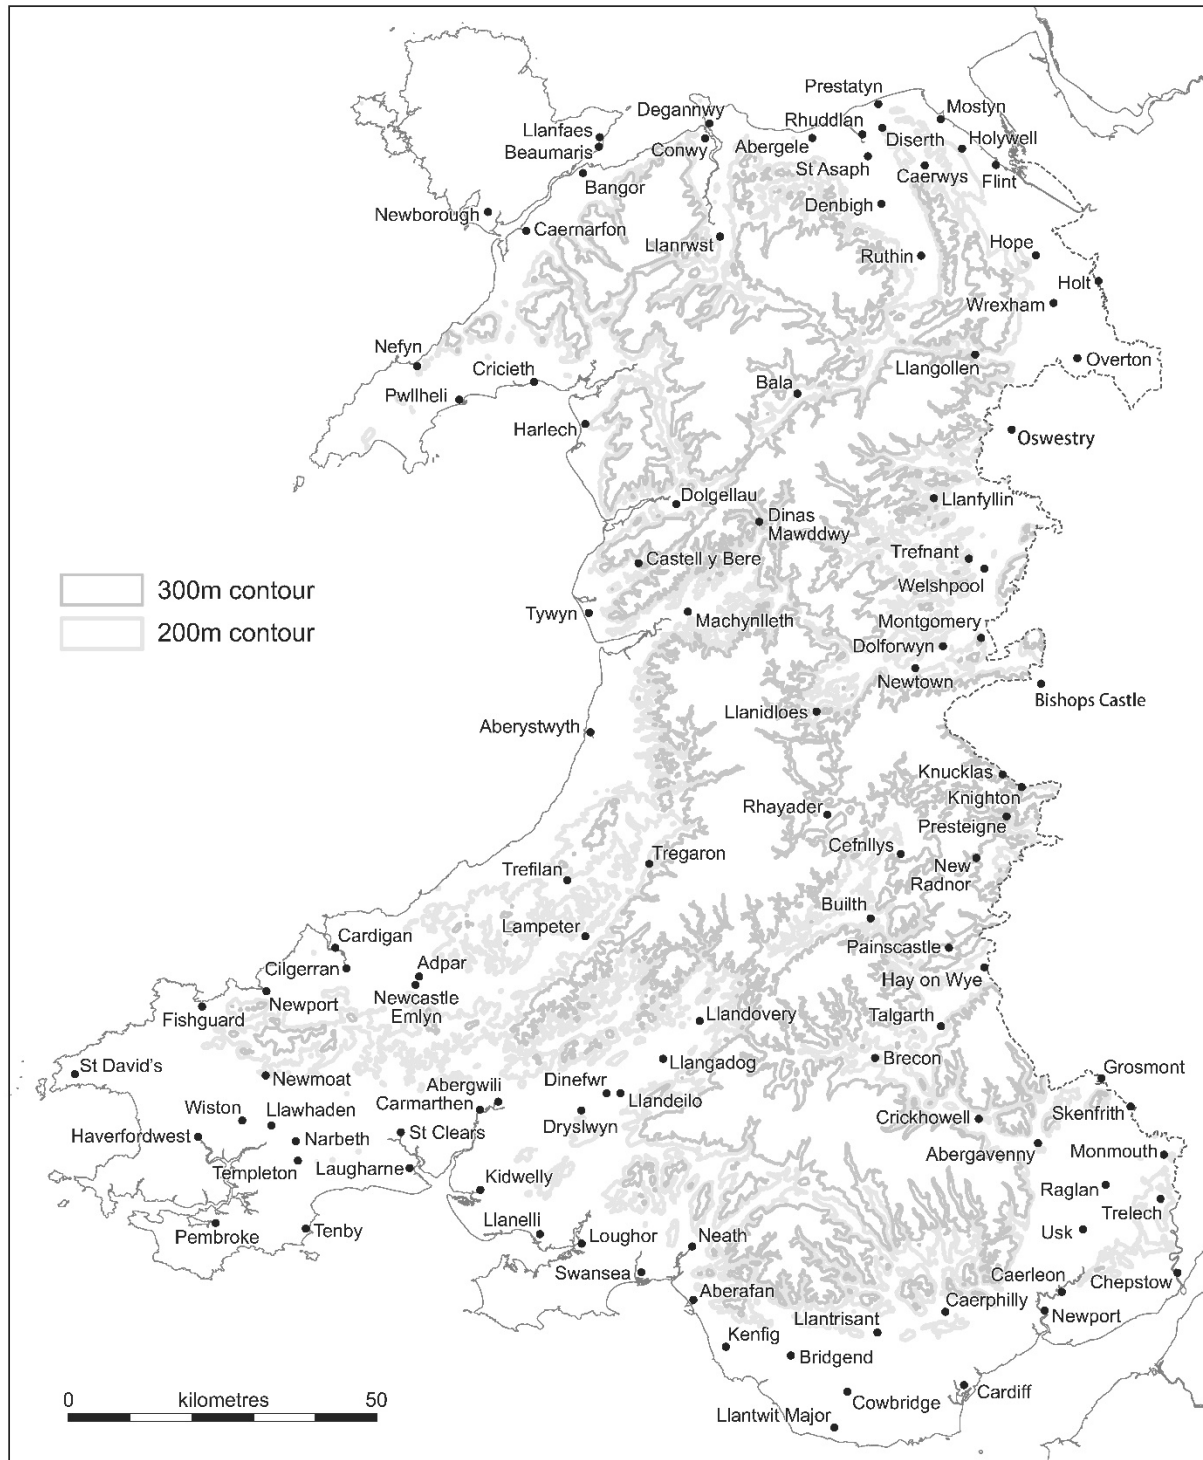 Prestatyn
Degannwy
Mostyn
Rhuddlan
Llanfaes
Diserth
Holywell
Beaumaris
Conwy
Abergele
St Asaph
Caerwys
Flint
Bangor
Newborough
Denbigh
Caernarfon
Llanrwst
Ruthin
Hope
Holt
Wrexham
Nefyn
Cricieth
Llangollen
Overton
Pwllheli
Bala
Harlech
Oswestry
Dolgellau
Llanfyllin
Dinas
Mawddwy
Trefnant
Castell y Bere
Welshpool
300m contour
200m contour
Tywyn
Machynlleth
Montgomery
Dolforwyn
Newtown
Bishops Castle
Llanidloes
Aberystwyth
Knucklas
Knighton
Rhayader
Presteigne
Cefnllys
Tregaron
New
Radnor
Trefilan
Builth
Lampeter
Cardigan
Painscastle
Cilgerran
Adpar
Hay on Wye
Newcastle
Emlyn
Newport
Fishguard
Llandovery
Talgarth
St David's
Newmoat
Llangadog
Brecon
Grosmont
Abergwili
Dinefwr
Llandeilo
Carmarthen
Wiston
Llawhaden
Dryslwyn
Crickhowell
Skenfrith
Haverfordwest
Narbeth
St Clears
Abergavenny
Monmouth
Templeton
Laugharne
Kidwelly
Raglan
Trelech
Pembroke
Tenby
Llanelli
Loughor
Neath
Usk
Swansea
Caerleon
Chepstow
Aberafan
Caerphilly
Newport
Llantrisant
Kenfig
Bridgend
Cardiff
Cowbridge
Llantwit Major
0 kilometres 50